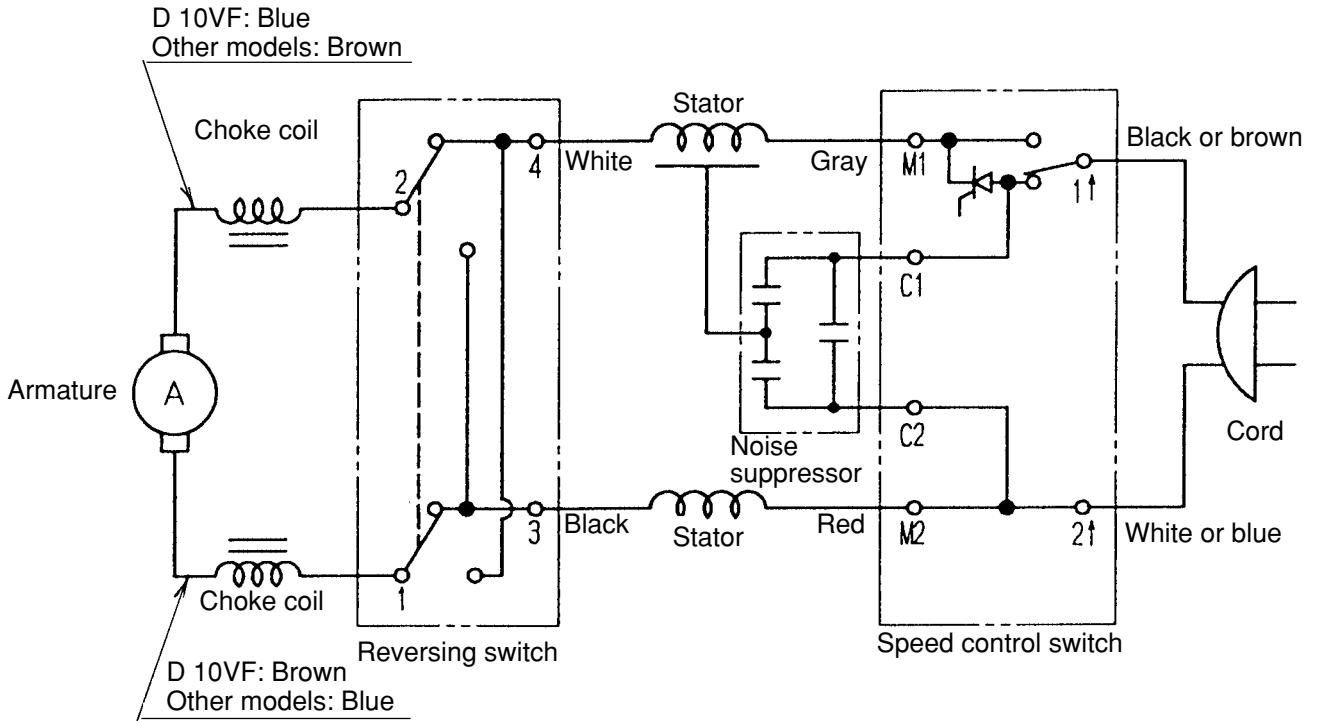 D 10VF: Blue
Other models: Brown
Choke coil
Stator
Black or brown
2
4
White
Gray
M1
1↑
C1
Armature
A
Noise
suppressor
C2
Cord
3
Black
Stator
Red
M2
2↑
White or blue
Choke coil
1
Reversing switch
Speed control switch
D 10VF: Brown
Other models: Blue